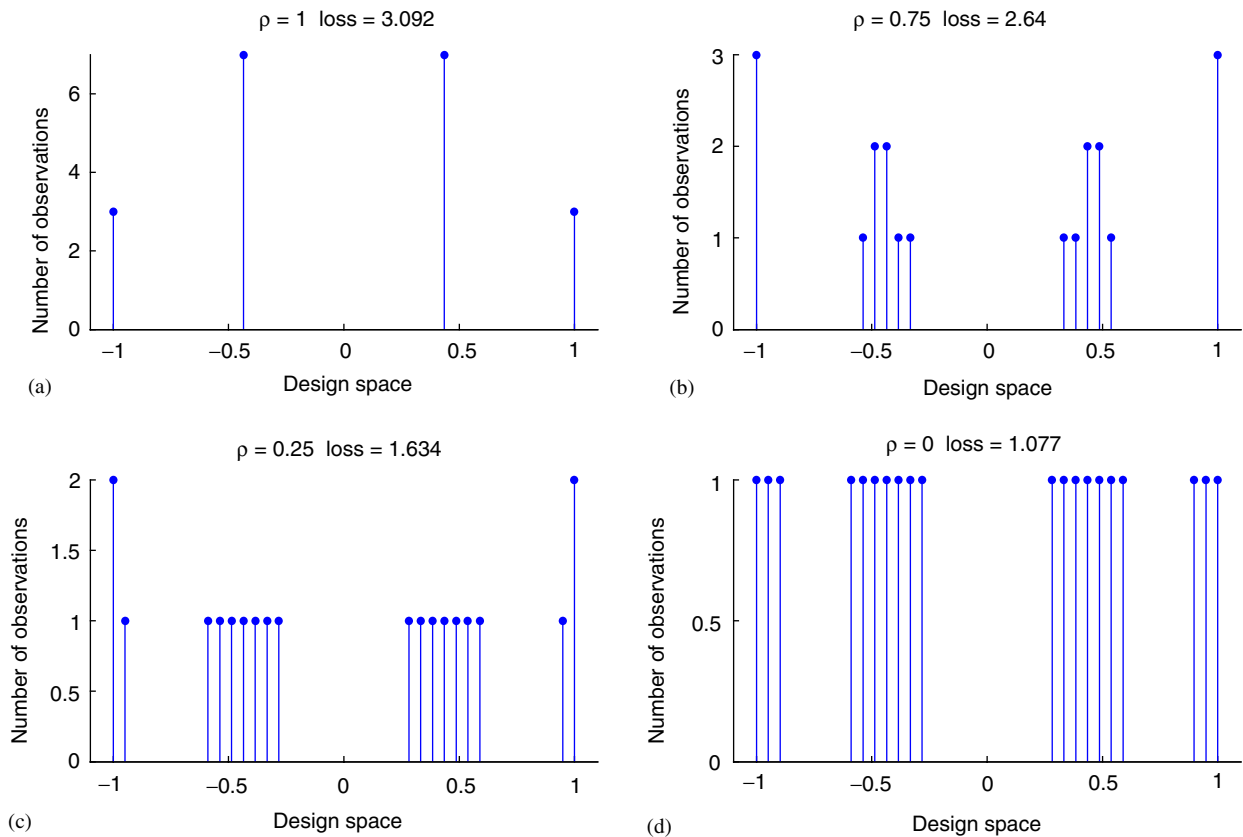 ρ = 1 loss = 3.092
Number of observations
6
4
2
0
−1
−0.5
0
0.5
1
Design space
(a)
ρ = 0.75 loss = 2.64
Number of observations
3
2
1
0
−1
−0.5
0
0.5
1
Design space
(b)
ρ = 0.25 loss = 1.634
Number of observations
2
1.5
1
0.5
0
−1
−0.5
0
0.5
1
Design space
(c)
ρ = 0 loss = 1.077
Number of observations
1
0.5
0
−1
−0.5
0
0.5
1
Design space
(d)